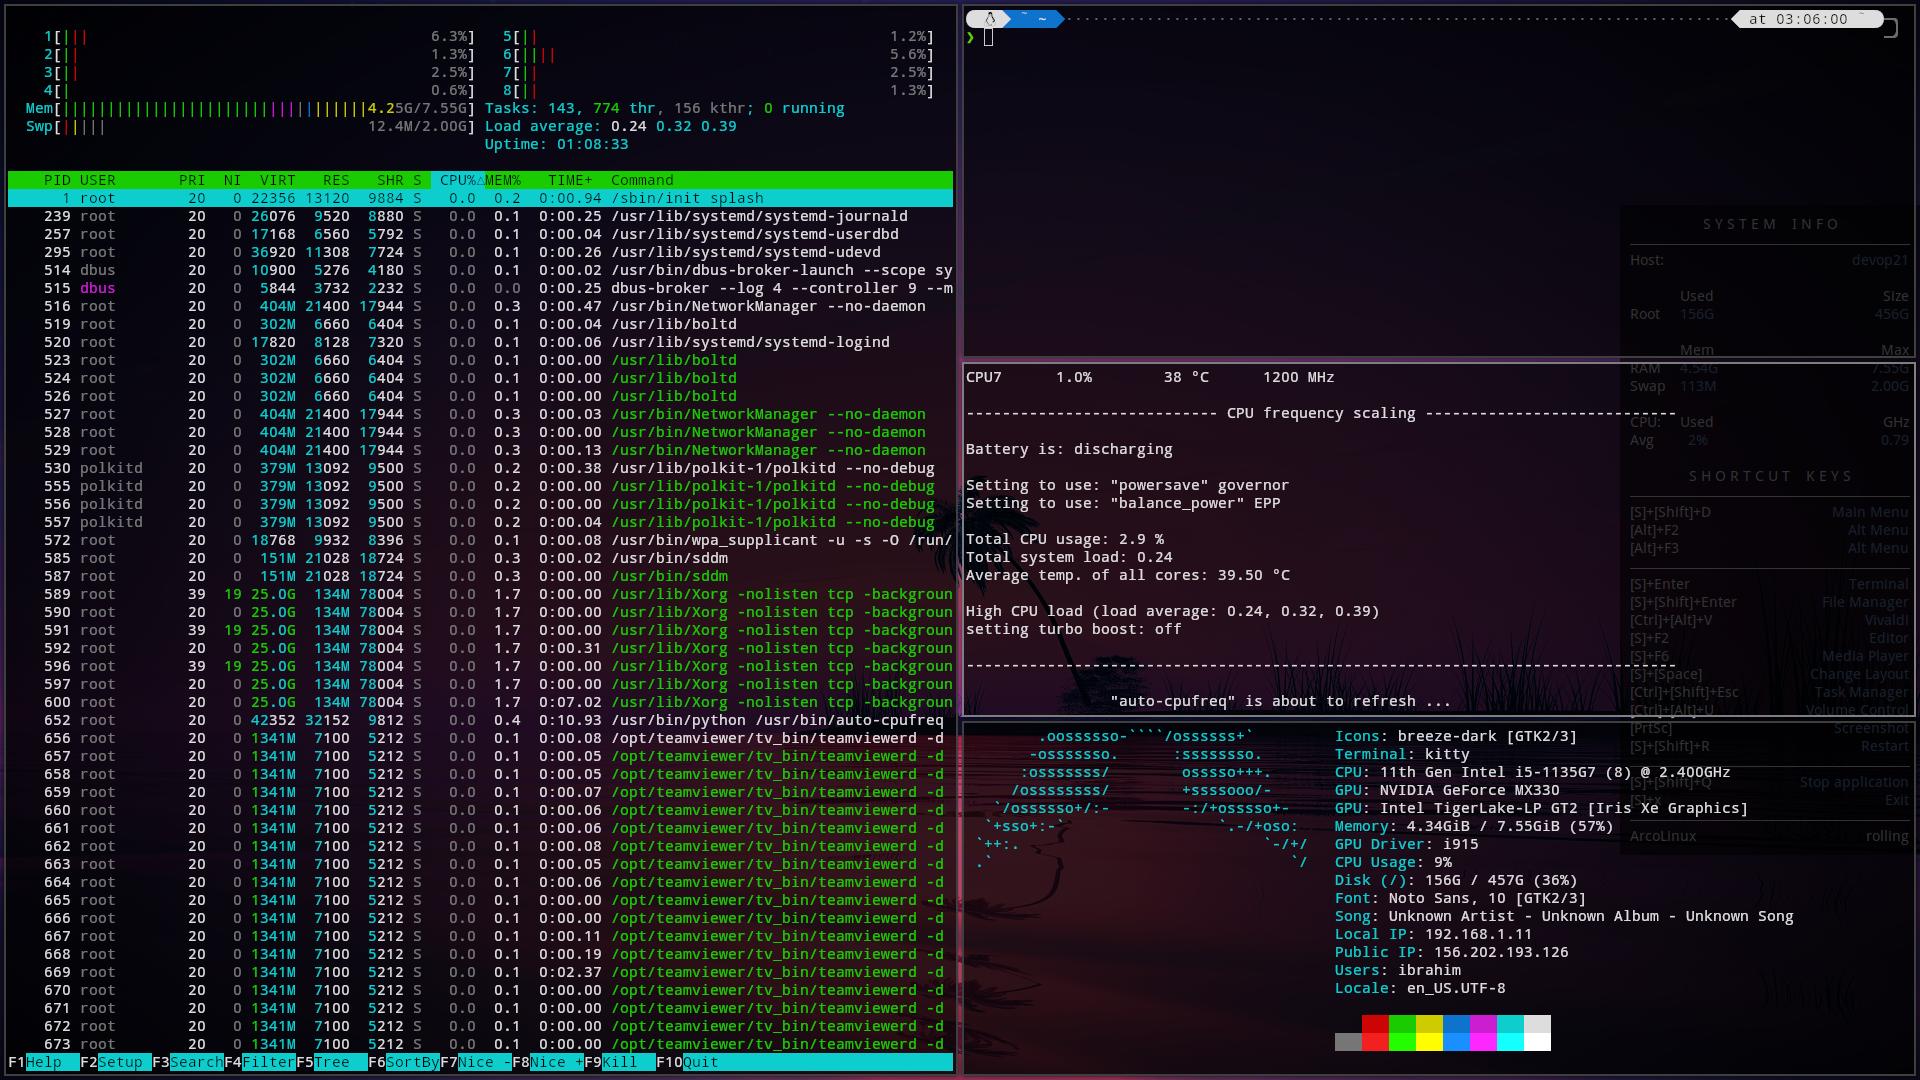 1[||| 6.3%] 5[|| 1.2%]
2[|| 1.3%] 6[|||| 5.6%]
3[|| 2.5%] 7[|| 2.5%]
4[| 0.6%] 8[|| 1.3%]
Mem[ 4.25G/7.55G] Tasks: 143, 774 thr, 156 kthr; 0 running
Swp[ 12.4M/2.00G] Load average: 0.24 0.32 0.39
Uptime: 01:08:33
PID USER PRI NI VIRT RES SHR S CPU%△MEM% TIME+ Command
1 root 20 0 22356 13120 9884 S 0.0 0.2 0:00.94 /sbin/init splash
239 root 20 0 26076 9520 8880 S 0.0 0.1 0:00.25 /usr/lib/systemd/systemd-journald
257 root 20 0 17168 6560 5792 S 0.0 0.1 0:00.04 /usr/lib/systemd/systemd-userdbd
295 root 20 0 36920 11308 7724 S 0.0 0.1 0:00.26 /usr/lib/systemd/systemd-udevd
514 dbus 20 0 10900 5276 4180 S 0.0 0.1 0:00.02 /usr/bin/dbus-broker-launch --scope sy
515 dbus 20 0 5844 3732 2232 S 0.0 0.0 0:00.25 dbus-broker --log 4 --controller 9 --m
516 root 20 0 404M 21400 17944 S 0.0 0.3 0:00.47 /usr/bin/NetworkManager --no-daemon
519 root 20 0 302M 6660 6404 S 0.0 0.1 0:00.04 /usr/lib/boltd
520 root 20 0 17820 8128 7320 S 0.0 0.1 0:00.06 /usr/lib/systemd/systemd-logind
523 root 20 0 302M 6660 6404 S 0.0 0.1 0:00.00 /usr/lib/boltd
524 root 20 0 302M 6660 6404 S 0.0 0.1 0:00.00 /usr/lib/boltd
526 root 20 0 302M 6660 6404 S 0.0 0.1 0:00.00 /usr/lib/boltd
527 root 20 0 404M 21400 17944 S 0.0 0.3 0:00.03 /usr/bin/NetworkManager --no-daemon
528 root 20 0 404M 21400 17944 S 0.0 0.3 0:00.00 /usr/bin/NetworkManager --no-daemon
529 root 20 0 404M 21400 17944 S 0.0 0.3 0:00.13 /usr/bin/NetworkManager --no-daemon
530 polkitd 20 0 379M 13092 9500 S 0.0 0.2 0:00.38 /usr/lib/polkit-1/polkitd --no-debug
555 polkitd 20 0 379M 13092 9500 S 0.0 0.2 0:00.00 /usr/lib/polkit-1/polkitd --no-debug
556 polkitd 20 0 379M 13092 9500 S 0.0 0.2 0:00.00 /usr/lib/polkit-1/polkitd --no-debug
557 polkitd 20 0 379M 13092 9500 S 0.0 0.2 0:00.04 /usr/lib/polkit-1/polkitd --no-debug
572 root 20 0 18768 9932 8396 S 0.0 0.1 0:00.08 /usr/bin/wpa_supplicant -u -s -O /run/
585 root 20 0 151M 21028 18724 S 0.0 0.3 0:00.02 /usr/bin/sddm
587 root 20 0 151M 21028 18724 S 0.0 0.3 0:00.00 /usr/bin/sddm
589 root 39 19 25.0G 134M 78004 S 0.0 1.7 0:00.00 /usr/lib/Xorg -nolisten tcp -backgroun
590 root 20 0 25.0G 134M 78004 S 0.0 1.7 0:00.00 /usr/lib/Xorg -nolisten tcp -backgroun
591 root 39 19 25.0G 134M 78004 S 0.0 1.7 0:00.00 /usr/lib/Xorg -nolisten tcp -backgroun
592 root 20 0 25.0G 134M 78004 S 0.0 1.7 0:00.31 /usr/lib/Xorg -nolisten tcp -backgroun
596 root 39 19 25.0G 134M 78004 S 0.0 1.7 0:00.00 /usr/lib/Xorg -nolisten tcp -backgroun
597 root 20 0 25.0G 134M 78004 S 0.0 1.7 0:00.00 /usr/lib/Xorg -nolisten tcp -backgroun
600 root 20 0 25.0G 134M 78004 S 0.0 1.7 0:07.02 /usr/lib/Xorg -nolisten tcp -backgroun
652 root 20 0 42352 32152 9812 S 0.0 0.4 0:10.93 /usr/bin/python /usr/bin/auto-cpufreq
656 root 20 0 1341M 7100 5212 S 0.0 0.1 0:00.08 /opt/teamviewer/tv_bin/teamviewerd -d
657 root 20 0 1341M 7100 5212 S 0.0 0.1 0:00.05 /opt/teamviewer/tv_bin/teamviewerd -d
658 root 20 0 1341M 7100 5212 S 0.0 0.1 0:00.05 /opt/teamviewer/tv_bin/teamviewerd -d
659 root 20 0 1341M 7100 5212 S 0.0 0.1 0:00.07 /opt/teamviewer/tv_bin/teamviewerd -d
660 root 20 0 1341M 7100 5212 S 0.0 0.1 0:00.06 /opt/teamviewer/tv_bin/teamviewerd -d
661 root 20 0 1341M 7100 5212 S 0.0 0.1 0:00.06 /opt/teamviewer/tv_bin/teamviewerd -d
662 root 20 0 1341M 7100 5212 S 0.0 0.1 0:00.08 /opt/teamviewer/tv_bin/teamviewerd -d
663 root 20 0 1341M 7100 5212 S 0.0 0.1 0:00.05 /opt/teamviewer/tv_bin/teamviewerd -d
664 root 20 0 1341M 7100 5212 S 0.0 0.1 0:00.06 /opt/teamviewer/tv_bin/teamviewerd -d
665 root 20 0 1341M 7100 5212 S 0.0 0.1 0:00.00 /opt/teamviewer/tv_bin/teamviewerd -d
666 root 20 0 1341M 7100 5212 S 0.0 0.1 0:00.00 /opt/teamviewer/tv_bin/teamviewerd -d
667 root 20 0 1341M 7100 5212 S 0.0 0.1 0:00.11 /opt/teamviewer/tv_bin/teamviewerd -d
668 root 20 0 1341M 7100 5212 S 0.0 0.1 0:00.19 /opt/teamviewer/tv_bin/teamviewerd -d
669 root 20 0 1341M 7100 5212 S 0.0 0.1 0:02.37 /opt/teamviewer/tv_bin/teamviewerd -d
670 root 20 0 1341M 7100 5212 S 0.0 0.1 0:00.00 /opt/teamviewer/tv_bin/teamviewerd -d
671 root 20 0 1341M 7100 5212 S 0.0 0.1 0:00.00 /opt/teamviewer/tv_bin/teamviewerd -d
672 root 20 0 1341M 7100 5212 S 0.0 0.1 0:00.00 /opt/teamviewer/tv_bin/teamviewerd -d
673 root 20 0 1341M 7100 5212 S 0.0 0.1 0:00.00 /opt/teamviewer/tv_bin/teamviewerd -d
F1Help F2Setup F3SearchF4FilterF5Tree F6SortByF7Nice -F8Nice +F9Kill F10Quit
~ at 03:06:00
❯
CPU7 1.0% 38 °C 1200 MHz
---------------------------- CPU frequency scaling ----------------------------
Battery is: discharging
Setting to use: "powersave" governor
Setting to use: "balance_power" EPP
Total CPU usage: 2.9 %
Total system load: 0.24
Average temp. of all cores: 39.50 °C
High CPU load (load average: 0.24, 0.32, 0.39)
setting turbo boost: off
-------------------------------------------------------------------------------
"auto-cpufreq" is about to refresh ...
.oossssso-````/ossssss+`
-osssssso. :ssssssso.
:osssssss/ osssso+++.
/ossssssss/ +ssssooo/-
`/ossssso+/:- -:/+osssso+-
`+sso+:-` `.-/+oso:
`++:. `-/+/
.` `/
Icons: breeze-dark [GTK2/3]
Terminal: kitty
CPU: 11th Gen Intel i5-1135G7 (8) @ 2.400GHz
GPU: NVIDIA GeForce MX330
GPU: Intel TigerLake-LP GT2 [Iris Xe Graphics]
Memory: 4.34GiB / 7.55GiB (57%)
GPU Driver: i915
CPU Usage: 9%
Disk (/): 156G / 457G (36%)
Font: Noto Sans, 10 [GTK2/3]
Song: Unknown Artist - Unknown Album - Unknown Song
Local IP: 192.168.1.11
Public IP: 156.202.193.126
Users: ibrahim
Locale: en_US.UTF-8
SYSTEM INFO
Host: devop21
Used Size
Root 156G 456G
Mem Max
RAM 4.54G 7.55G
Swap 113M 2.00G
CPU: Used GHz
Avg 2% 0.79
SHORTCUT KEYS
[S]+[Shift]+D Main Menu
[Alt]+F2 Alt Menu
[Alt]+F3 Alt Menu
[S]+Enter Terminal
[S]+[Shift]+Enter File Manager
[Ctrl]+[Alt]+V Vivaldi
[S]+F2 Editor
[S]+F6 Media Player
[S]+[Space] Change Layout
[Ctrl]+[Shift]+Esc Task Manager
[Ctrl]+[Alt]+U Volume Control
[PrtSc] Screenshot
[S]+[Shift]+R Restart
[S]+[Shift]+Q Stop application
Exit
ArcoLinux rolling